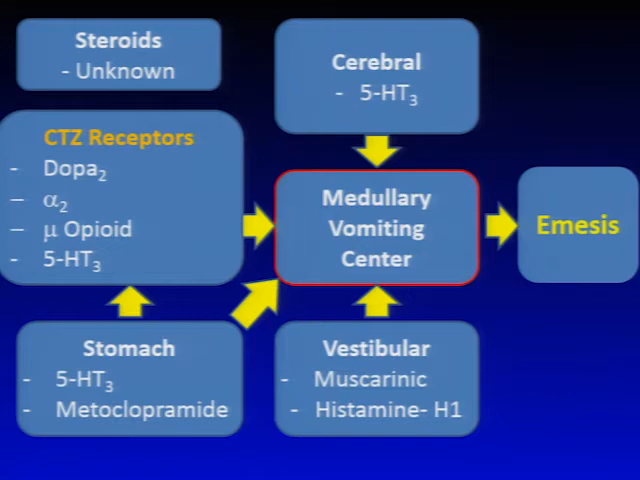 Steroids
- Unknown
Cerebral
- 5-HT₃
CTZ Receptors
- Dopa₂
– α₂
– μ Opioid
- 5-HT₃
Medullary
Vomiting
Center
Emesis
Stomach
- 5-HT₃
- Metoclopramide
Vestibular
- Muscarinic
- Histamine- H1